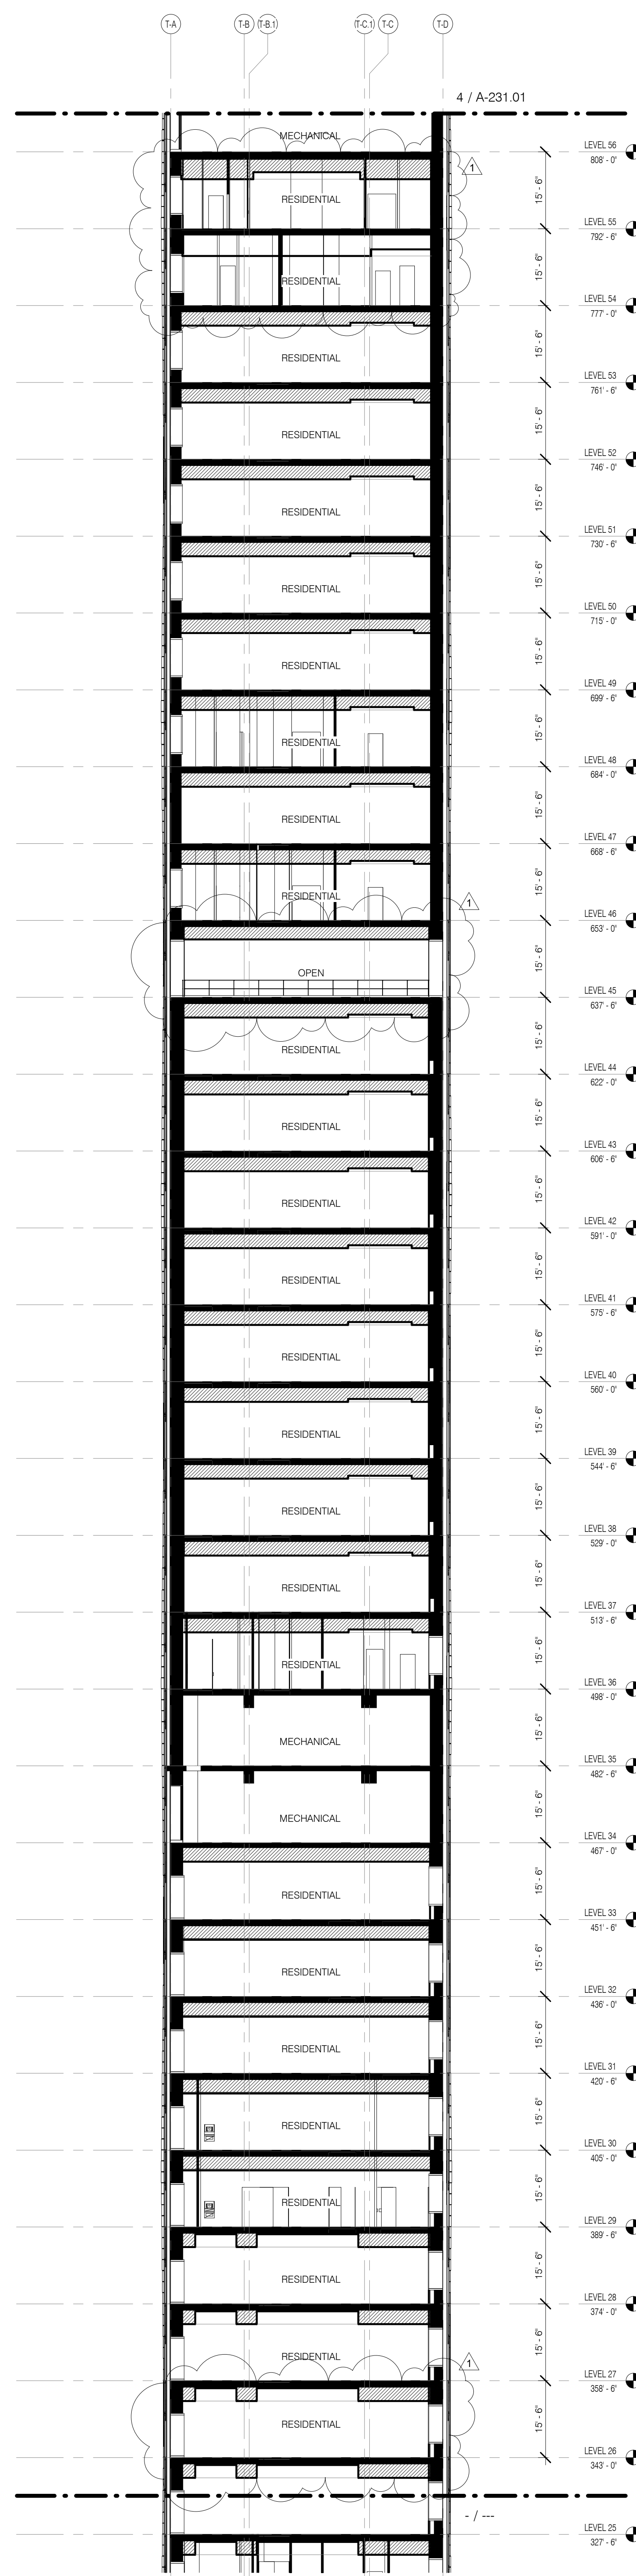 T-A T-B T-B.1 T-C.1 T-C T-D
4 / A-231.01
MECHANICAL
LEVEL 56
808' - 0"
1
15' - 6"
RESIDENTIAL
LEVEL 55
792' - 6"
15' - 6"
RESIDENTIAL
LEVEL 54
777' - 0"
15' - 6"
RESIDENTIAL
LEVEL 53
761' - 6"
15' - 6"
RESIDENTIAL
LEVEL 52
746' - 0"
15' - 6"
RESIDENTIAL
LEVEL 51
730' - 6"
15' - 6"
RESIDENTIAL
LEVEL 50
715' - 0"
15' - 6"
RESIDENTIAL
LEVEL 49
699' - 6"
15' - 6"
RESIDENTIAL
LEVEL 48
684' - 0"
15' - 6"
RESIDENTIAL
LEVEL 47
668' - 6"
15' - 6"
RESIDENTIAL
1
LEVEL 46
653' - 0"
15' - 6"
OPEN
LEVEL 45
637' - 6"
15' - 6"
RESIDENTIAL
LEVEL 44
622' - 0"
15' - 6"
RESIDENTIAL
LEVEL 43
606' - 6"
15' - 6"
RESIDENTIAL
LEVEL 42
591' - 0"
15' - 6"
RESIDENTIAL
LEVEL 41
575' - 6"
15' - 6"
RESIDENTIAL
LEVEL 40
560' - 0"
15' - 6"
RESIDENTIAL
LEVEL 39
544' - 6"
15' - 6"
RESIDENTIAL
LEVEL 38
529' - 0"
15' - 6"
RESIDENTIAL
LEVEL 37
513' - 6"
15' - 6"
RESIDENTIAL
LEVEL 36
498' - 0"
15' - 6"
MECHANICAL
LEVEL 35
482' - 6"
15' - 6"
MECHANICAL
LEVEL 34
467' - 0"
15' - 6"
RESIDENTIAL
LEVEL 33
451' - 6"
15' - 6"
RESIDENTIAL
LEVEL 32
436' - 0"
15' - 6"
RESIDENTIAL
LEVEL 31
420' - 6"
15' - 6"
RESIDENTIAL
LEVEL 30
405' - 0"
15' - 6"
RESIDENTIAL
LEVEL 29
389' - 6"
15' - 6"
RESIDENTIAL
LEVEL 28
374' - 0"
15' - 6"
RESIDENTIAL
1
LEVEL 27
358' - 6"
15' - 6"
RESIDENTIAL
LEVEL 26
343' - 0"
- / ---
LEVEL 25
327' - 6"